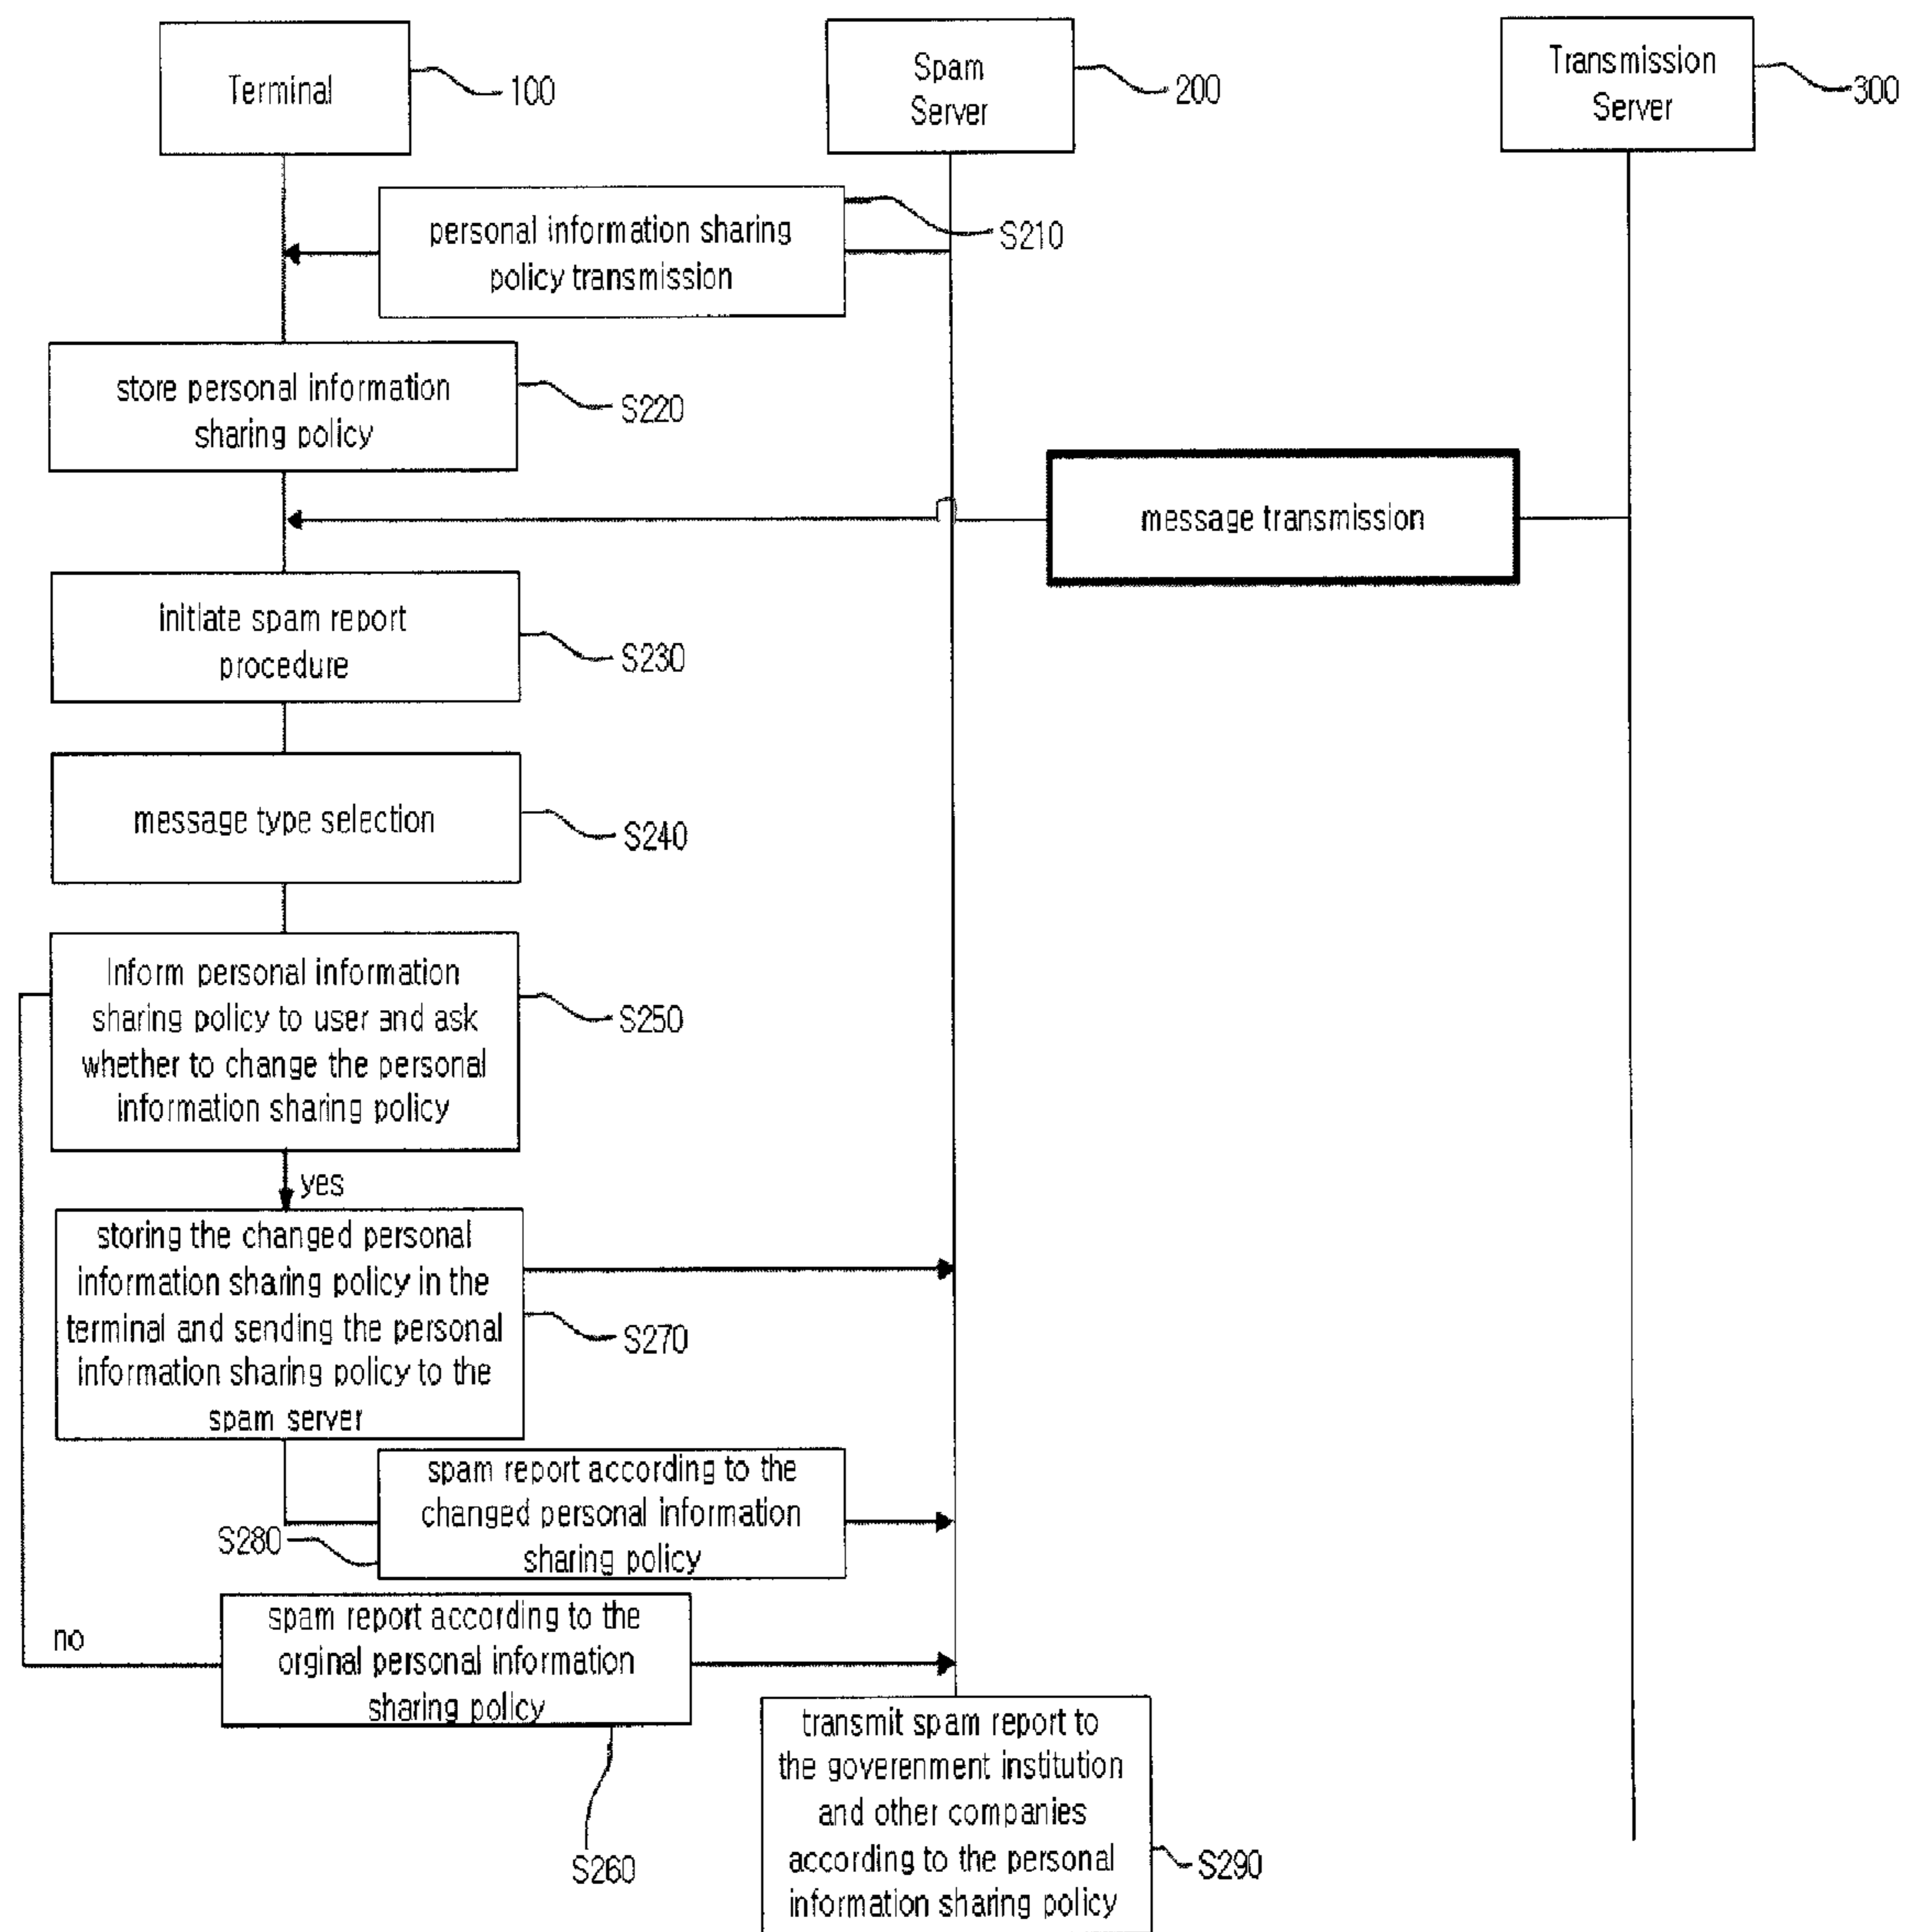 Terminal
100
Spam
Server
200
Transmission
Server
300
personal information sharing
policy transmission
S210
store personal information
sharing policy
S220
message transmission
initiate spam report
procedure
S230
message type selection
S240
Inform personal information
sharing policy to user and ask
whether to change the personal
information sharing policy
S250
yes
storing the changed personal
information sharing policy in the
terminal and sending the personal
information sharing policy to the
spam server
S270
spam report according to the
changed personal information
sharing policy
S280
no
spam report according to the
orginal personal information
sharing policy
S260
transmit spam report to
the goverenment institution
and other companies
according to the personal
information sharing policy
S290